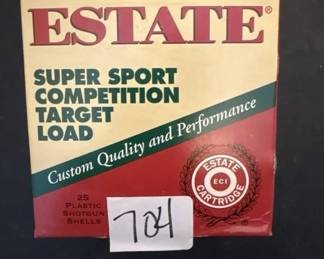 ESTATE®
SUPER SPORT
COMPETITION
TARGET
LOAD
Custom Quality and Performance
ESTATE
ECI
CARTRIDGE
25
PLASTIC
SHOTGUN
SHELLS
704